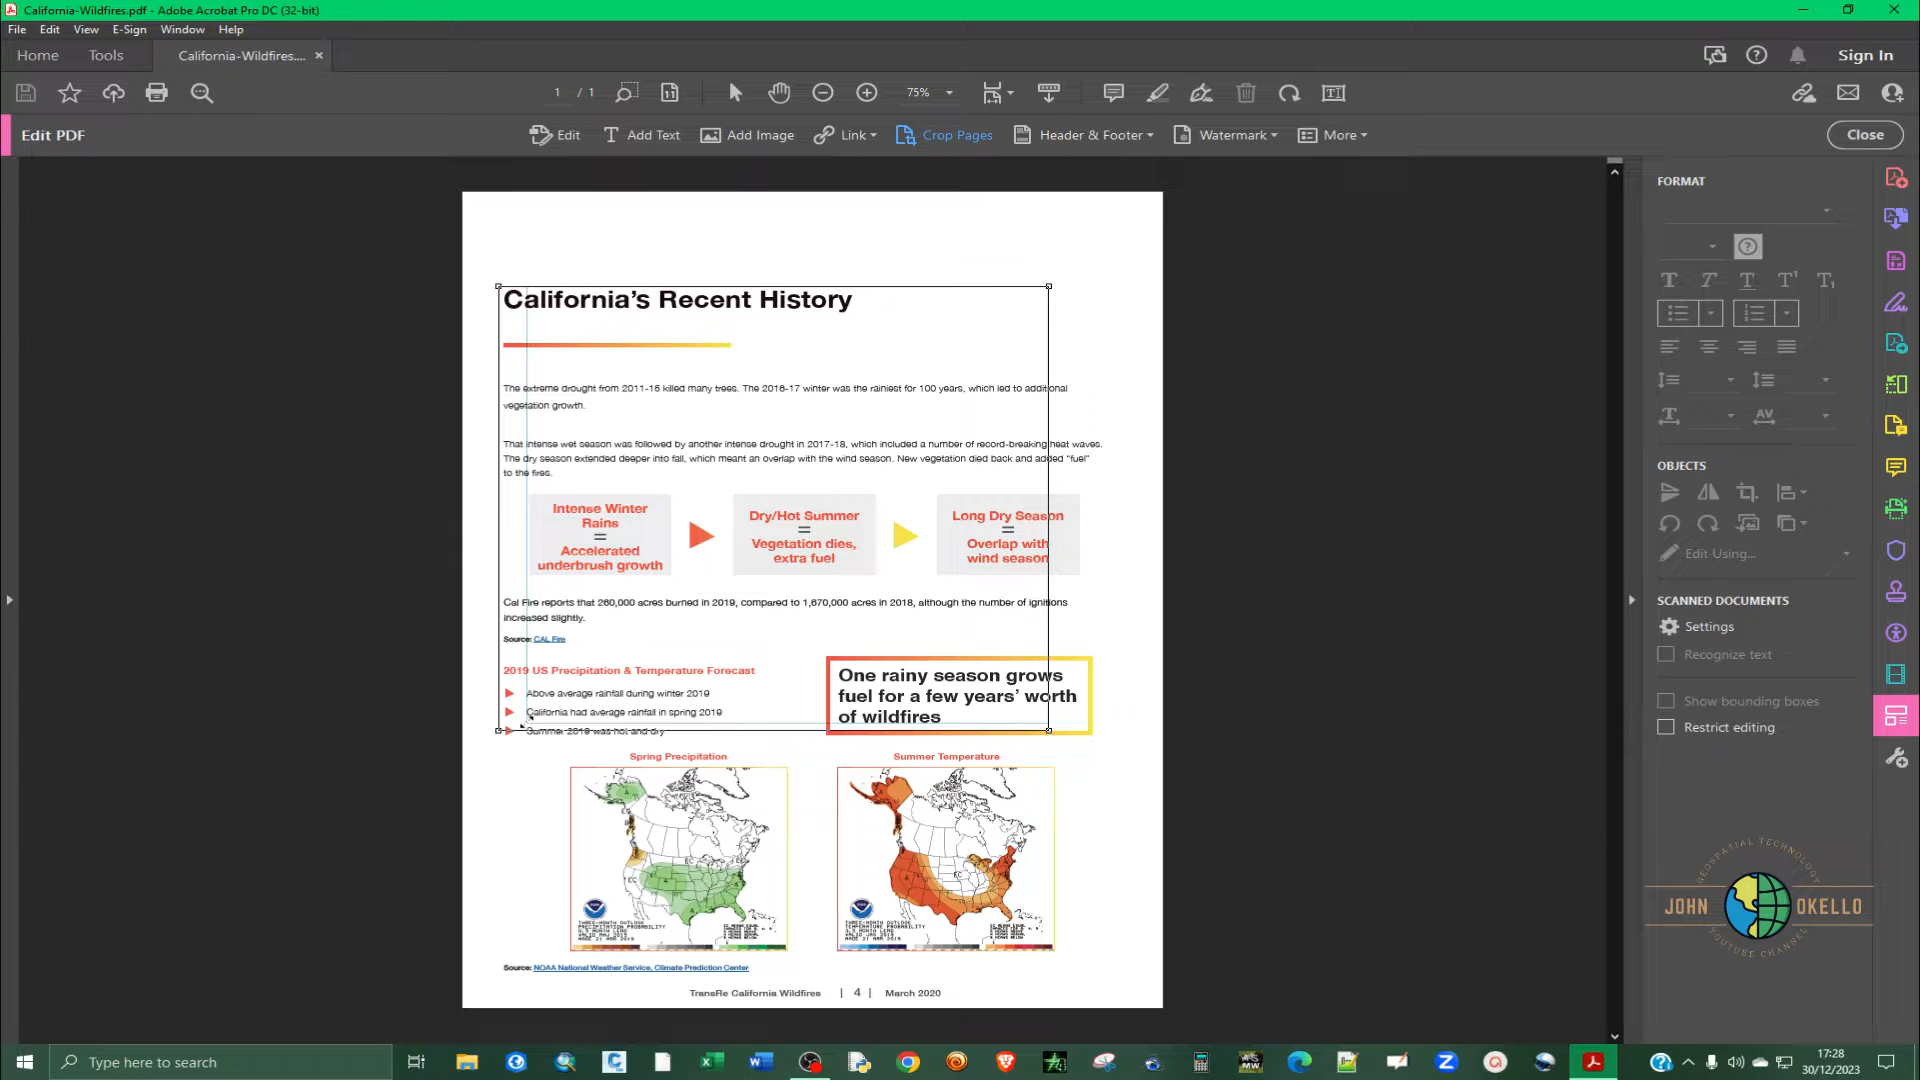 California-Wildfires.pdf - Adobe Acrobat Pro DC (32-bit)
File Edit View E-Sign Window Help
Home Tools California-Wildfires.... × Sign In
1 / 1 75%
Edit PDF Edit Add Text Add Image Link Crop Pages Header & Footer Watermark More Close
FORMAT
California's Recent History
The extreme drought from 2011-15 killed many trees. The 2016-17 winter was the rainiest for 100 years, which led to additional
vegetation growth.
That intense wet season was followed by another intense drought in 2017-18, which included a number of record-breaking heat waves.
The dry season extended deeper into fall, which meant an overlap with the wind season. New vegetation died back and added "fuel"
to the fires.
Intense Winter
Rains
=
Accelerated
underbrush growth
Dry/Hot Summer
=
Vegetation dies,
extra fuel
Long Dry Season
=
Overlap with
wind season
Cal Fire reports that 260,000 acres burned in 2019, compared to 1,670,000 acres in 2018, although the number of ignitions
increased slightly.
Source: CAL Fire
2019 US Precipitation & Temperature Forecast
Above average rainfall during winter 2019
California had average rainfall in spring 2019
Summer 2019 was hot and dry
One rainy season grows
fuel for a few years' worth
of wildfires
Spring Precipitation
Summer Temperature
THREE-MONTH OUTLOOK
PRECIPITATION PROBABILITY
THREE-MONTH OUTLOOK
TEMPERATURE PROBABILITY
Source: NOAA National Weather Service, Climate Prediction Center
TransRe California Wildfires | 4 | March 2020
OBJECTS
Edit Using...
SCANNED DOCUMENTS
Settings
Recognize text
Show bounding boxes
Restrict editing
GEOSPATIAL TECHNOLOGY
JOHN OKELLO
YOUTUBE CHANNEL
Type here to search
17:28
30/12/2023